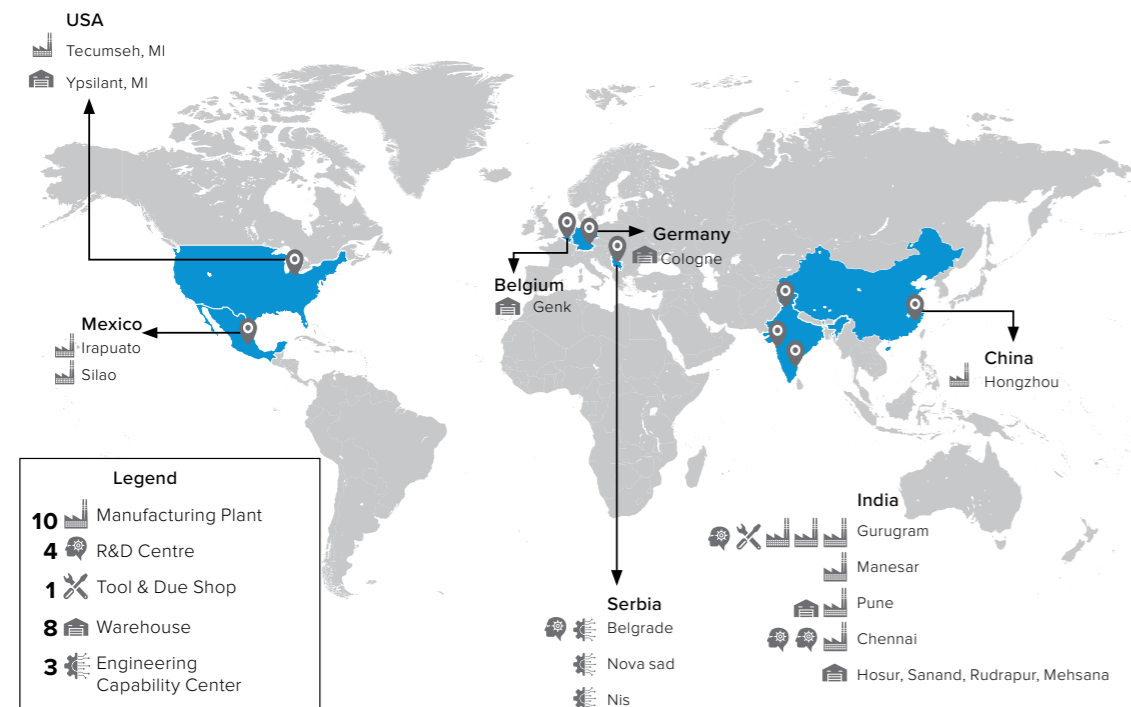 USA
Tecumseh, MI
Ypsilant, MI
Mexico
Irapuato
Silao
Belgium
Genk
Germany
Cologne
China
Hongzhou
Serbia
Belgrade
Nova sad
Nis
India
Gurugram
Manesar
Pune
Chennai
Hosur, Sanand, Rudrapur, Mehsana
Legend
10 Manufacturing Plant
4 R&D Centre
1 Tool & Due Shop
8 Warehouse
3 Engineering
Capability Center